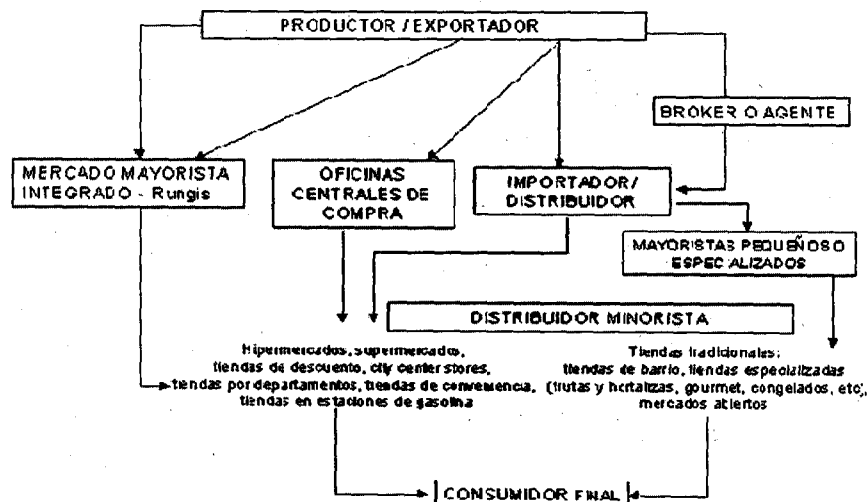 PRODUCTOR / EXPORTADOR
BROKER O AGENTE
MERCADO MAYORISTA
INTEGRADO - Rungis
OFICINAS
CENTRALES DE
COMPRA
IMPORTADOR/
DISTRIBUIDOR
MAYORISTAS PEQUEÑOS O
ESPECIALIZADOS
DISTRIBUIDOR MINORISTA
Hipermercados, supermercados,
tiendas de descuento, city center stores,
tiendas por departamentos, tiendas de conveniencia,
tiendas en estaciones de gasolina
Tiendas tradicionales:
tiendas de barrio, tiendas especializadas
(frutas y hortalizas, gourmet, congelados, etc),
mercados abiertos
CONSUMIDOR FINAL